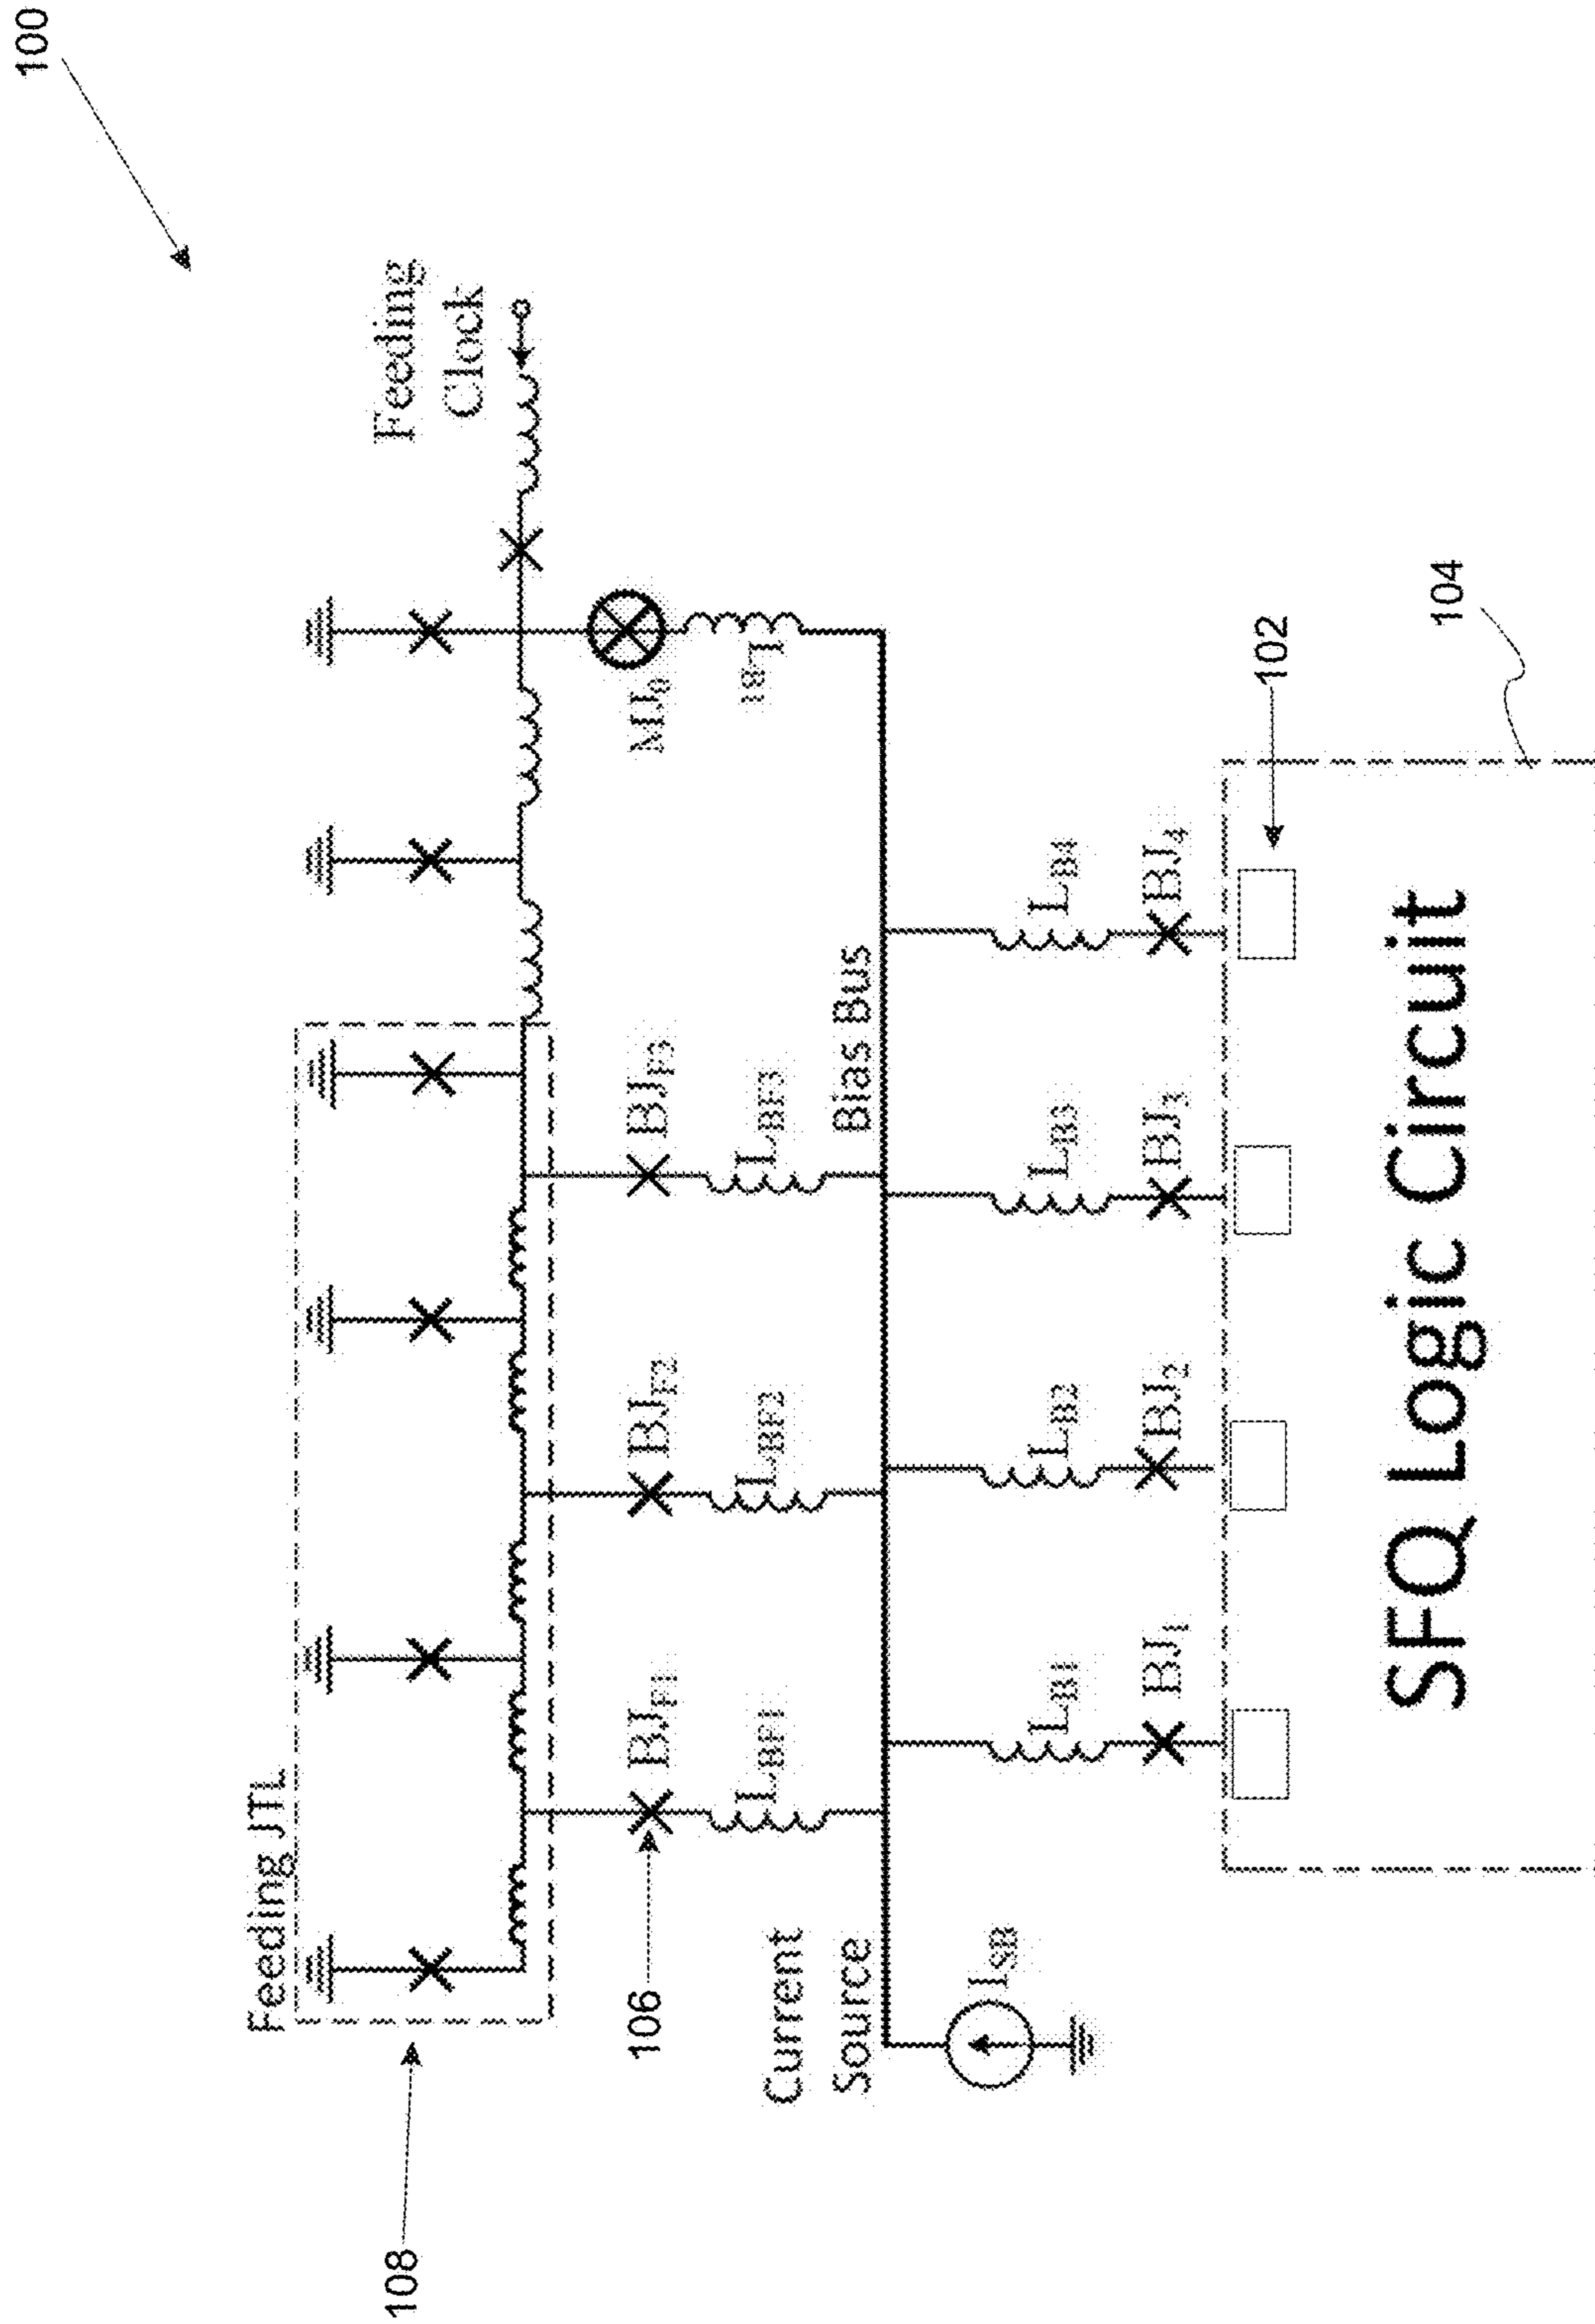 100
Feeding JTL
108
Feeding
Clock
BJF1
BJF2
BJF3
MJ0
106
LBF1
LBF2
LBF3
L18
Current
Source
Bias Bus
ISB
LB1
LB2
LB3
LB4
BJ1
BJ2
BJ3
BJ4
102
104
SFQ Logic Circuit